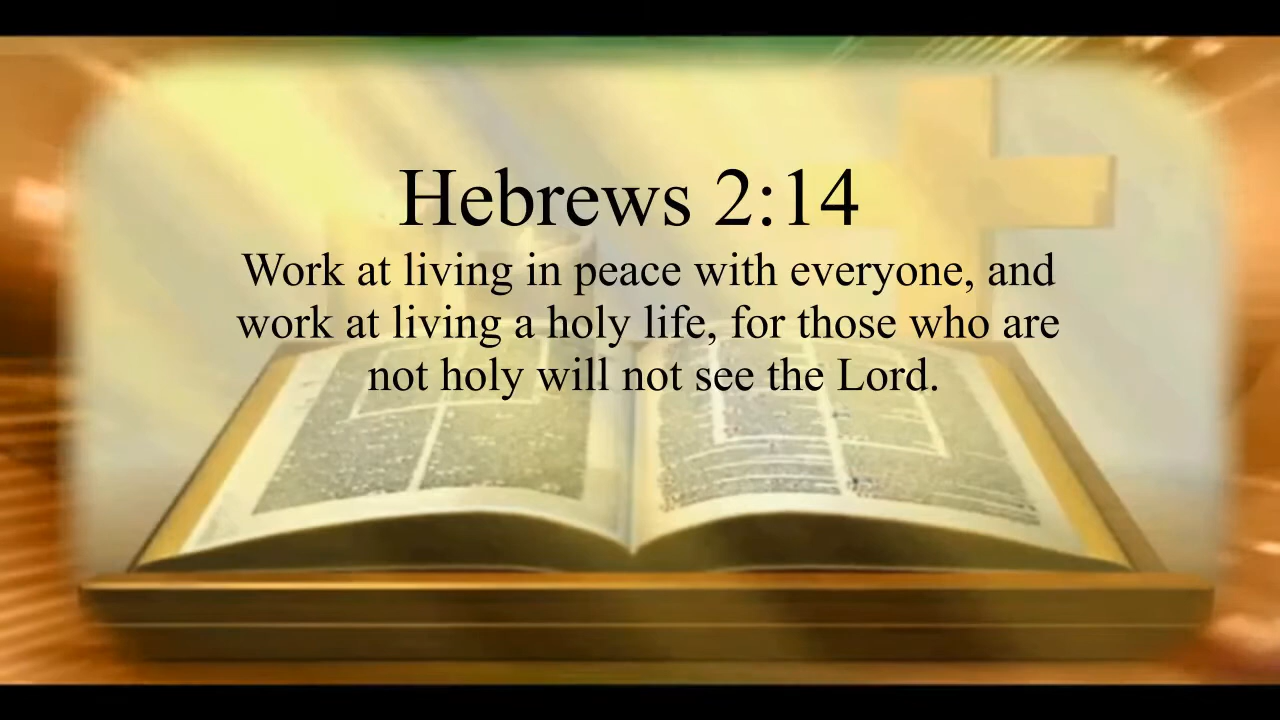 Hebrews 2:14
Work at living in peace with everyone, and
work at living a holy life, for those who are
not holy will not see the Lord.